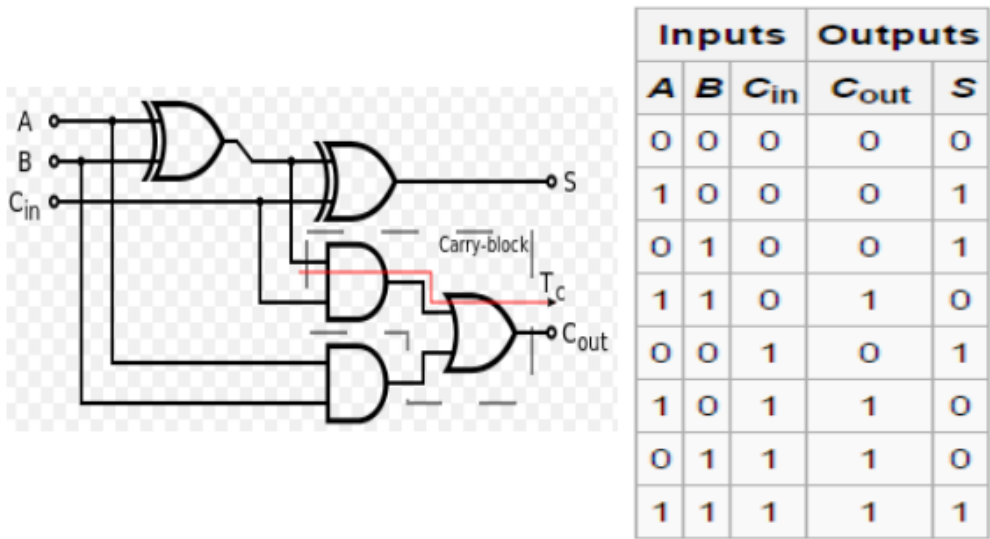 A
B
Cin
S
Carry-block
Tc
Cout
Inputs Outputs
A B Cin Cout S
0 0 0 0 0
1 0 0 0 1
0 1 0 0 1
1 1 0 1 0
0 0 1 0 1
1 0 1 1 0
0 1 1 1 0
1 1 1 1 1